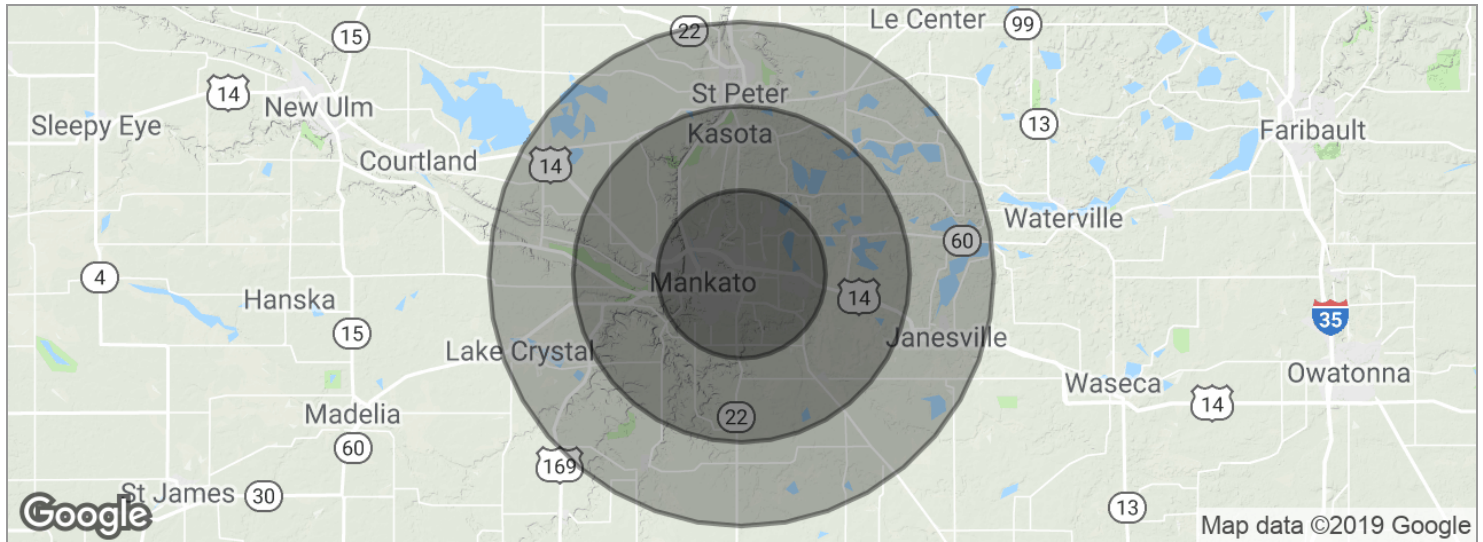 Le Center
99
22
15
14
New Ulm
St Peter
Sleepy Eye
13
Kasota
Faribault
Courtland
14
Waterville
60
4
Mankato
14
Hanska
35
15
Janesville
Lake Crystal
Owatonna
Waseca
14
Madelia
22
60
169
St James
30
13
Google
Map data ©2019 Google